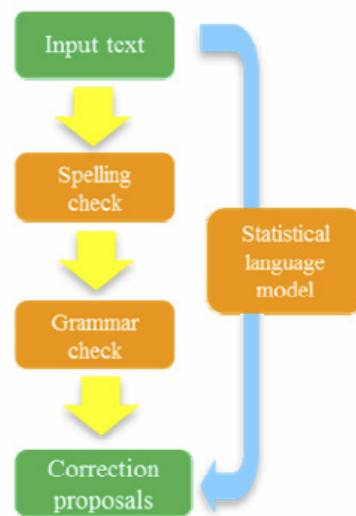 Input text
Spelling
check
Statistical
language
model
Grammar
check
Correction
proposals